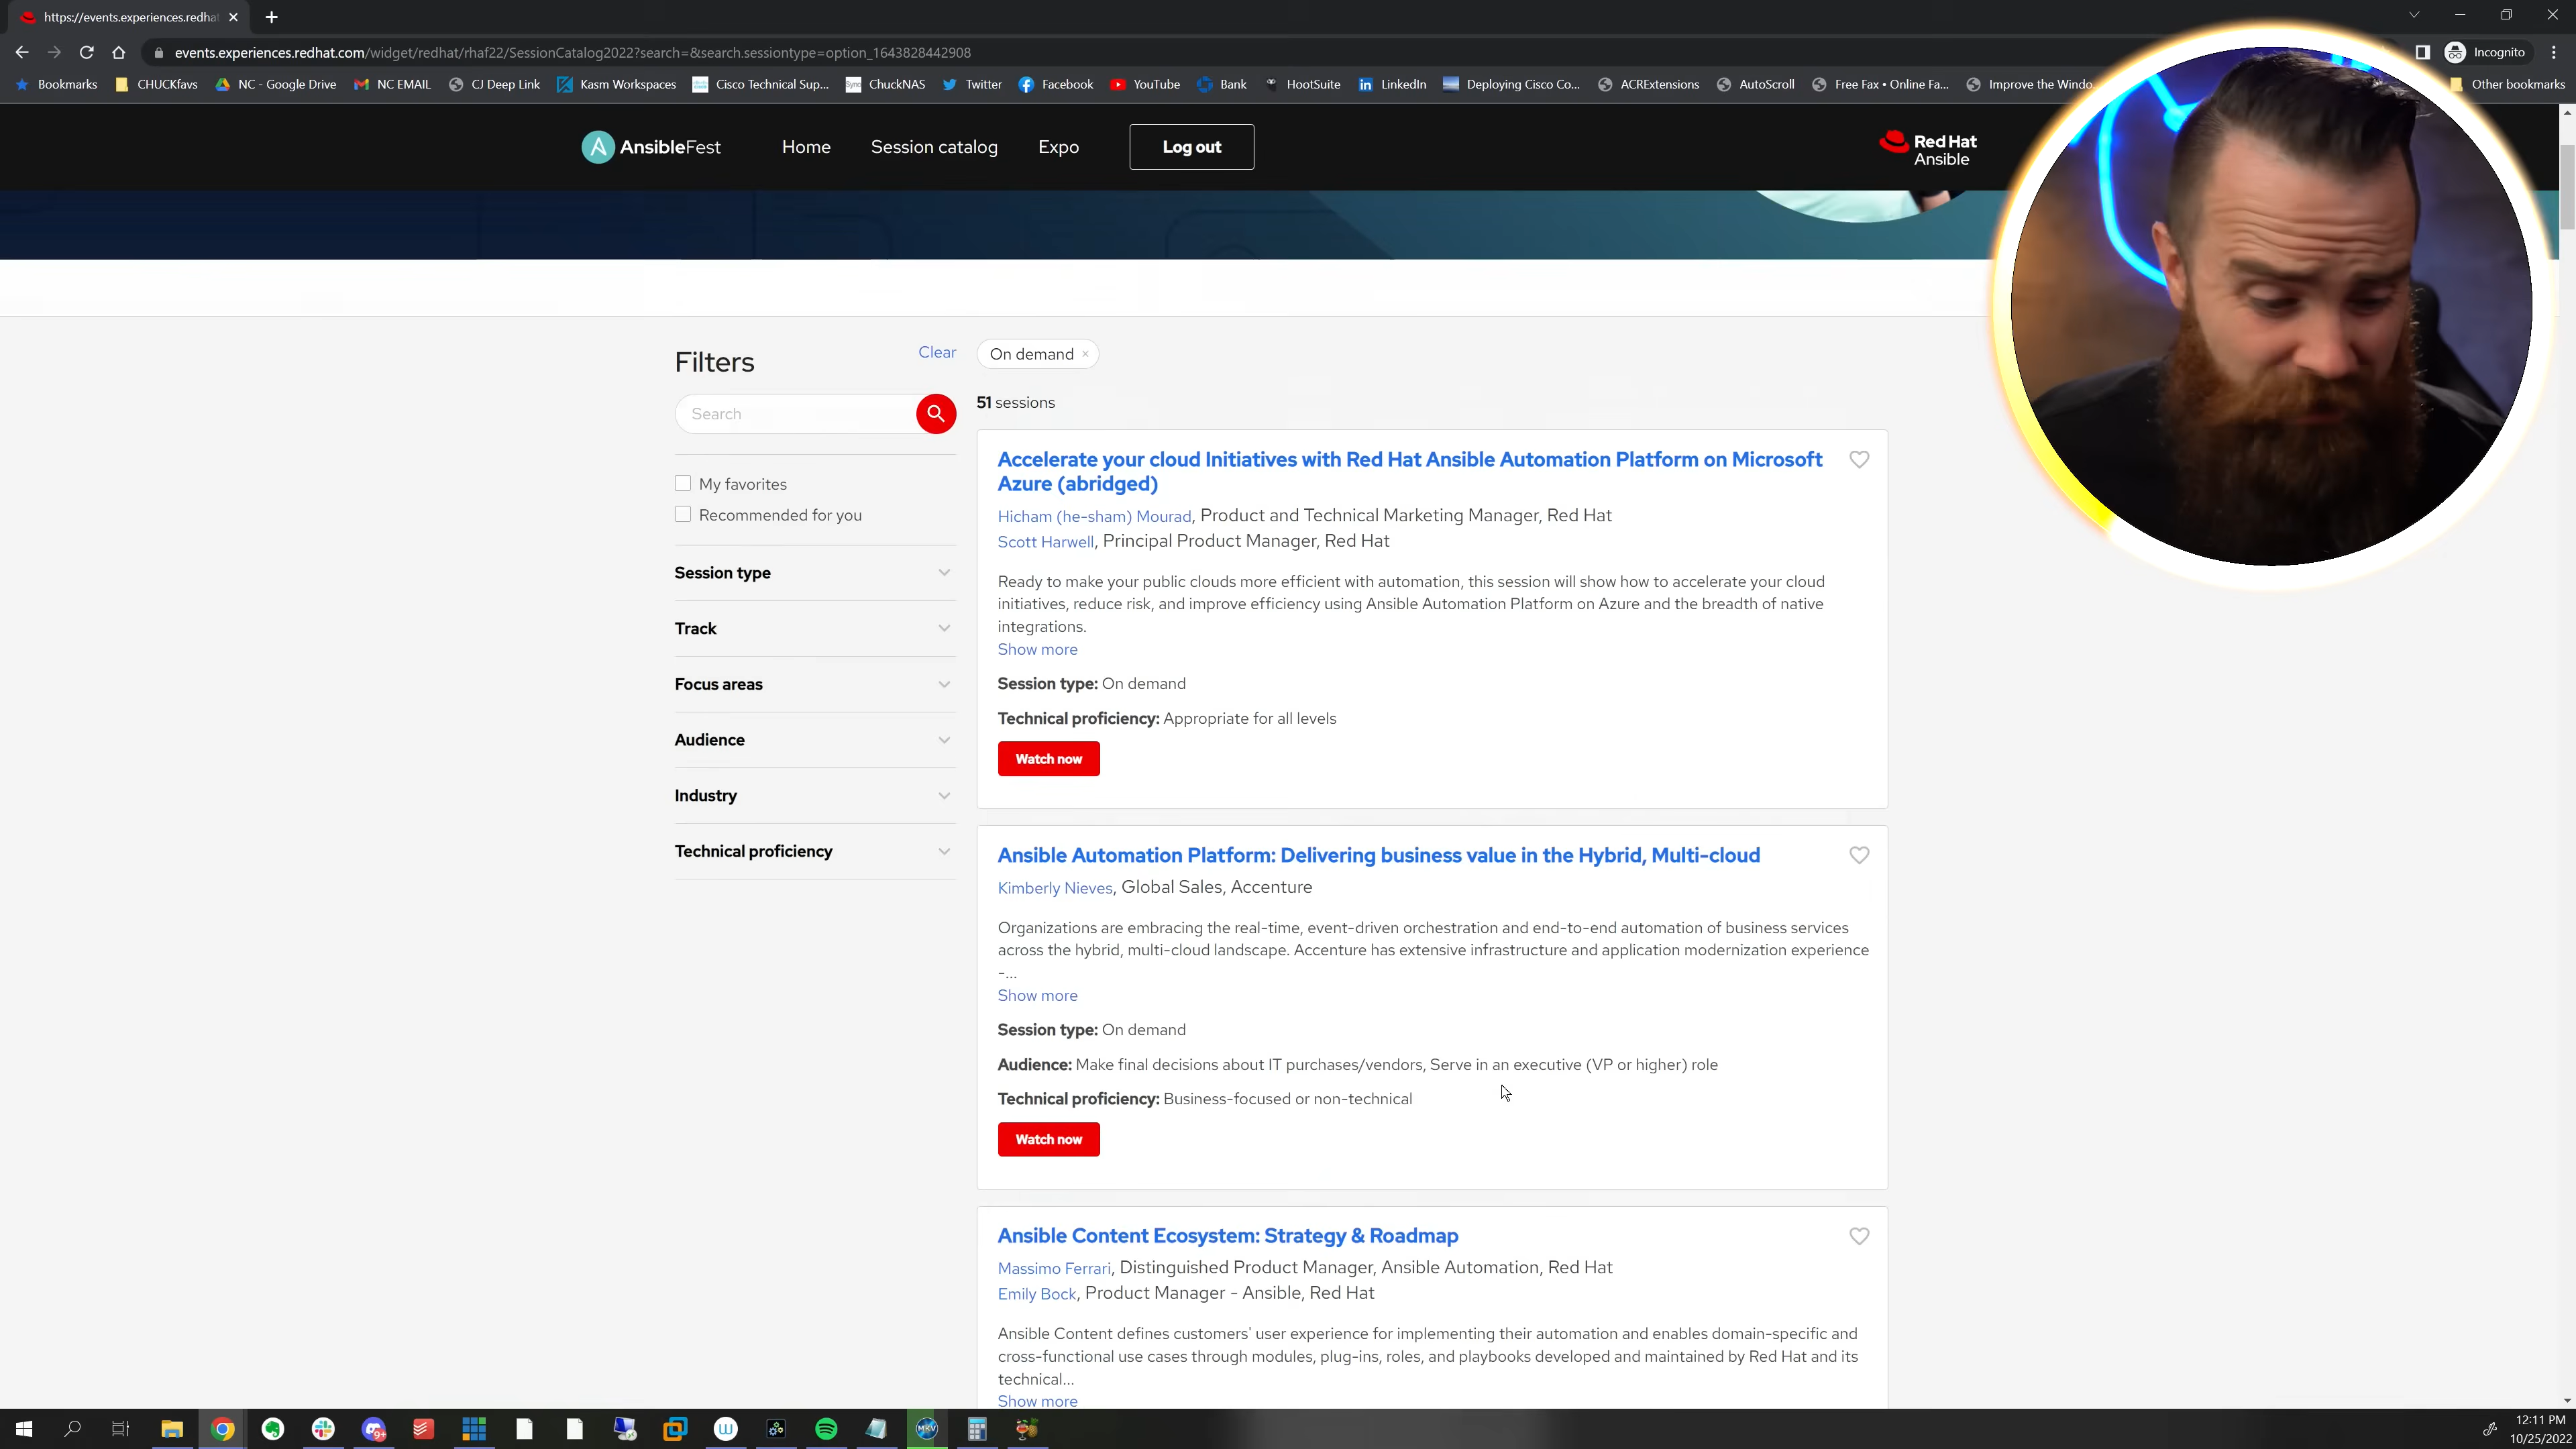 https://events.experiences.redhat
events.experiences.redhat.com/widget/redhat/rhaf22/SessionCatalog2022?search=&search.sessiontype=option_1643828442908
Incognito
Bookmarks
CHUCKfavs
NC - Google Drive
NC EMAIL
CJ Deep Link
Kasm Workspaces
Cisco Technical Sup...
ChuckNAS
Twitter
Facebook
YouTube
Bank
HootSuite
LinkedIn
Deploying Cisco Co...
ACRExtensions
AutoScroll
Free Fax • Online Fa...
Improve the Windo
Other bookmarks
AnsibleFest
Home
Session catalog
Expo
Log out
Red Hat
Ansible
Filters
Clear
Search
My favorites
Recommended for you
Session type
Track
Focus areas
Audience
Industry
Technical proficiency
On demand ×
51 sessions
Accelerate your cloud Initiatives with Red Hat Ansible Automation Platform on Microsoft
Azure (abridged)
Hicham (he-sham) Mourad, Product and Technical Marketing Manager, Red Hat
Scott Harwell, Principal Product Manager, Red Hat
Ready to make your public clouds more efficient with automation, this session will show how to accelerate your cloud
initiatives, reduce risk, and improve efficiency using Ansible Automation Platform on Azure and the breadth of native
integrations.
Show more
Session type: On demand
Technical proficiency: Appropriate for all levels
Watch now
Ansible Automation Platform: Delivering business value in the Hybrid, Multi-cloud
Kimberly Nieves, Global Sales, Accenture
Organizations are embracing the real-time, event-driven orchestration and end-to-end automation of business services
across the hybrid, multi-cloud landscape. Accenture has extensive infrastructure and application modernization experience
-...
Show more
Session type: On demand
Audience: Make final decisions about IT purchases/vendors, Serve in an executive (VP or higher) role
Technical proficiency: Business-focused or non-technical
Watch now
Ansible Content Ecosystem: Strategy & Roadmap
Massimo Ferrari, Distinguished Product Manager, Ansible Automation, Red Hat
Emily Bock, Product Manager - Ansible, Red Hat
Ansible Content defines customers' user experience for implementing their automation and enables domain-specific and
cross-functional use cases through modules, plug-ins, roles, and playbooks developed and maintained by Red Hat and its
technical...
Show more
9+
W
MRV
12:11 PM
10/25/2022